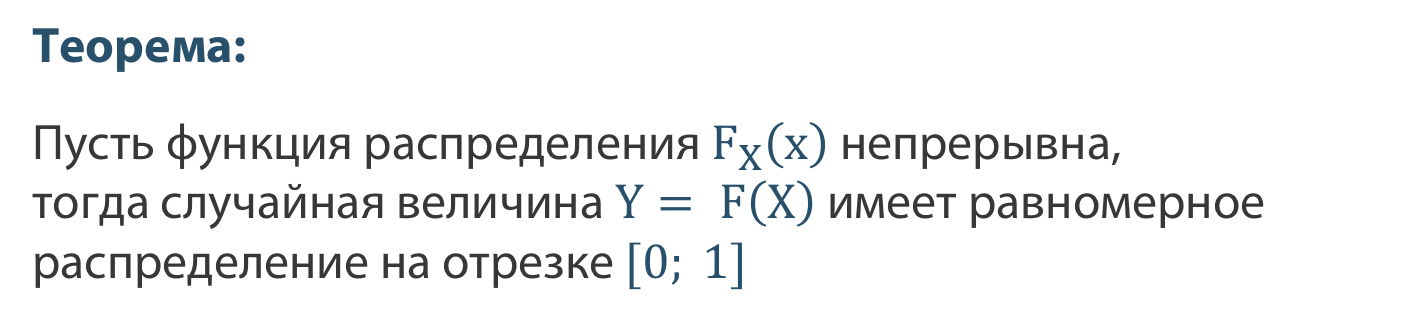 Теорема:
Пусть функция распределения F_X(x) непрерывна,
тогда случайная величина Y = F(X) имеет равномерное
распределение на отрезке [0; 1]